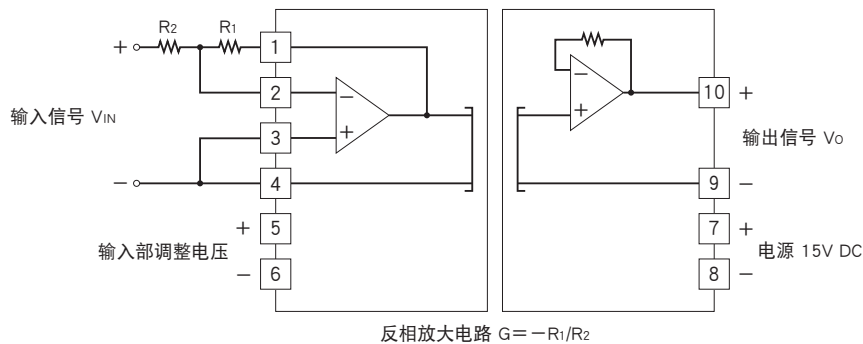 R2 R1
+ 1
2 −
输入信号 VIN
3 +
− 4
+ 5
输入部调整电压
− 6
−
+
10 +
输出信号 VO
9 −
7 +
电源 15V DC
8 −
反相放大电路 G=−R1/R2